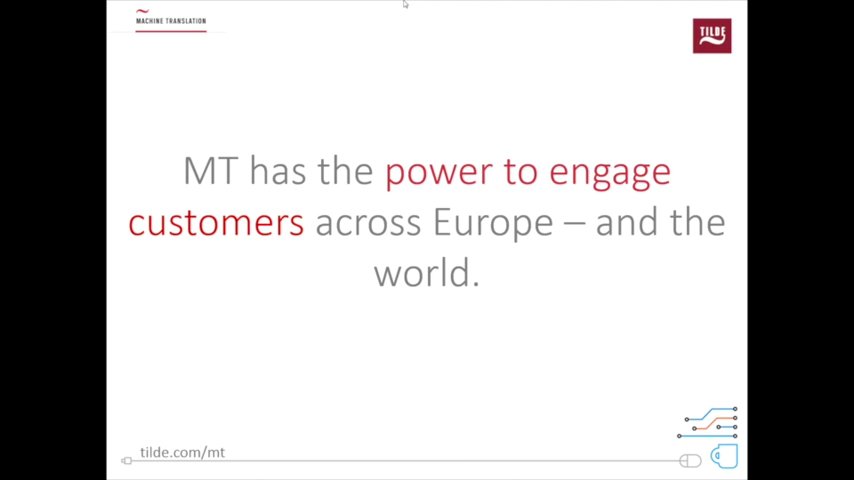 MACHINE TRANSLATION
TILDE
MT has the power to engage
customers across Europe – and the
world.
tilde.com/mt